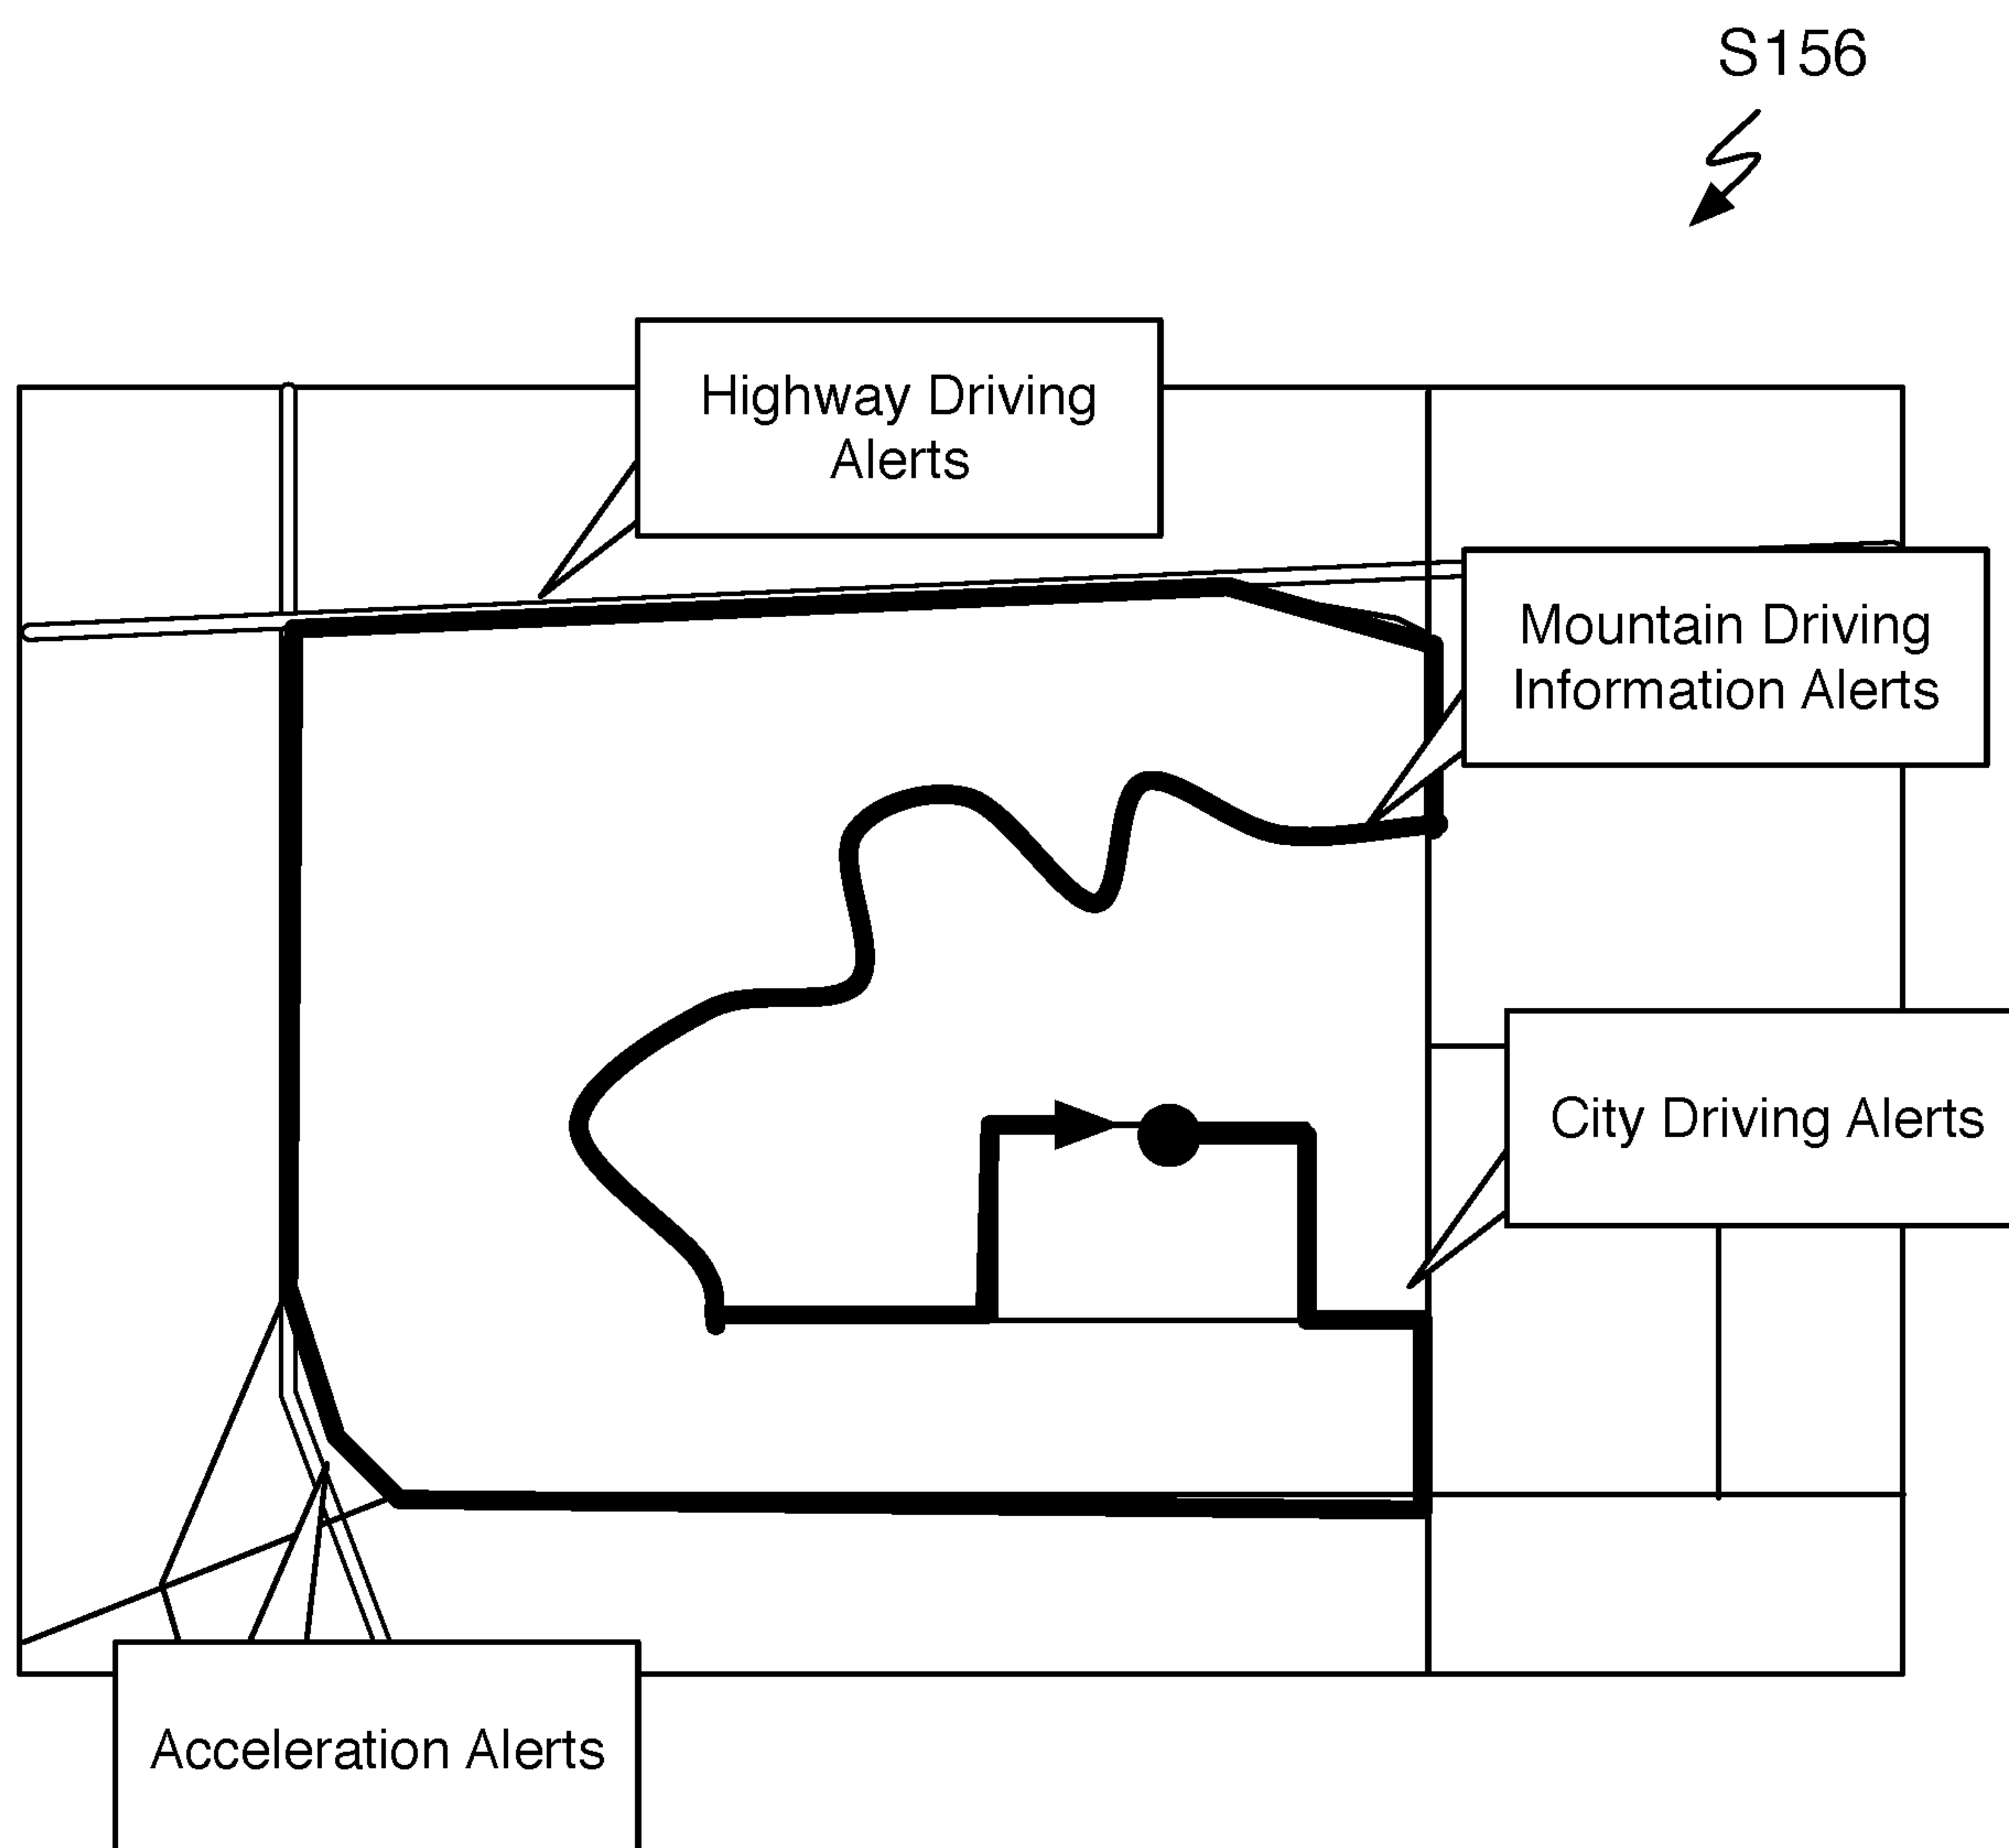 S156
Highway Driving
Alerts
Mountain Driving
Information Alerts
City Driving Alerts
Acceleration Alerts